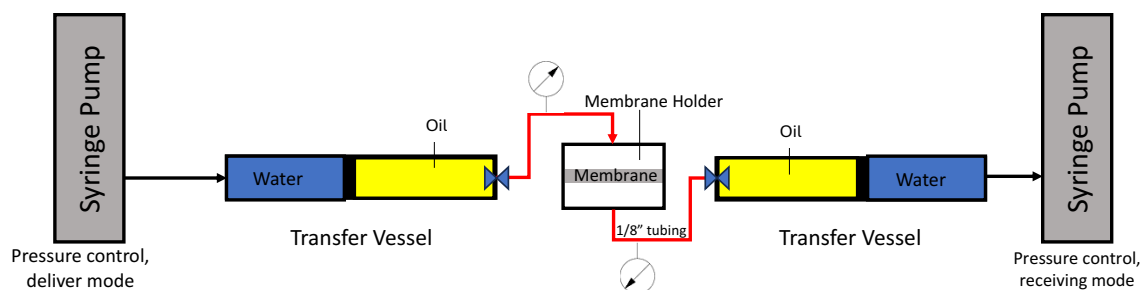 Syringe Pump
Pressure control,
deliver mode
Water
Oil
Transfer Vessel
Membrane Holder
Membrane
1/8” tubing
Oil
Water
Transfer Vessel
Syringe Pump
Pressure control,
receiving mode